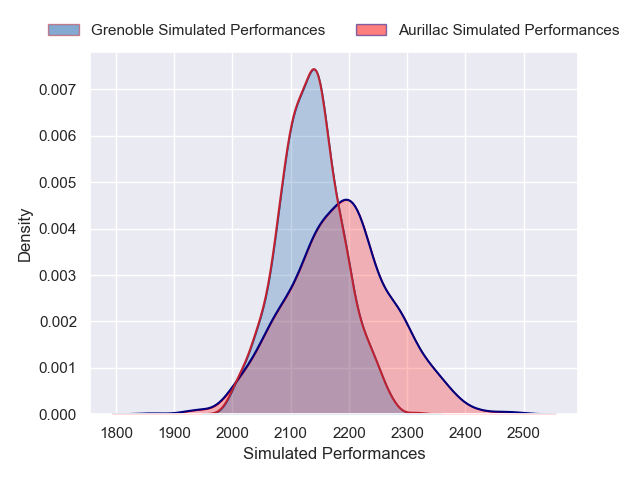 Grenoble Simulated Performances
Aurillac Simulated Performances
0.007
0.006
0.005
0.004
0.003
0.002
0.001
0.000
Density
1800 1900 2000 2100 2200 2300 2400 2500
Simulated Performances